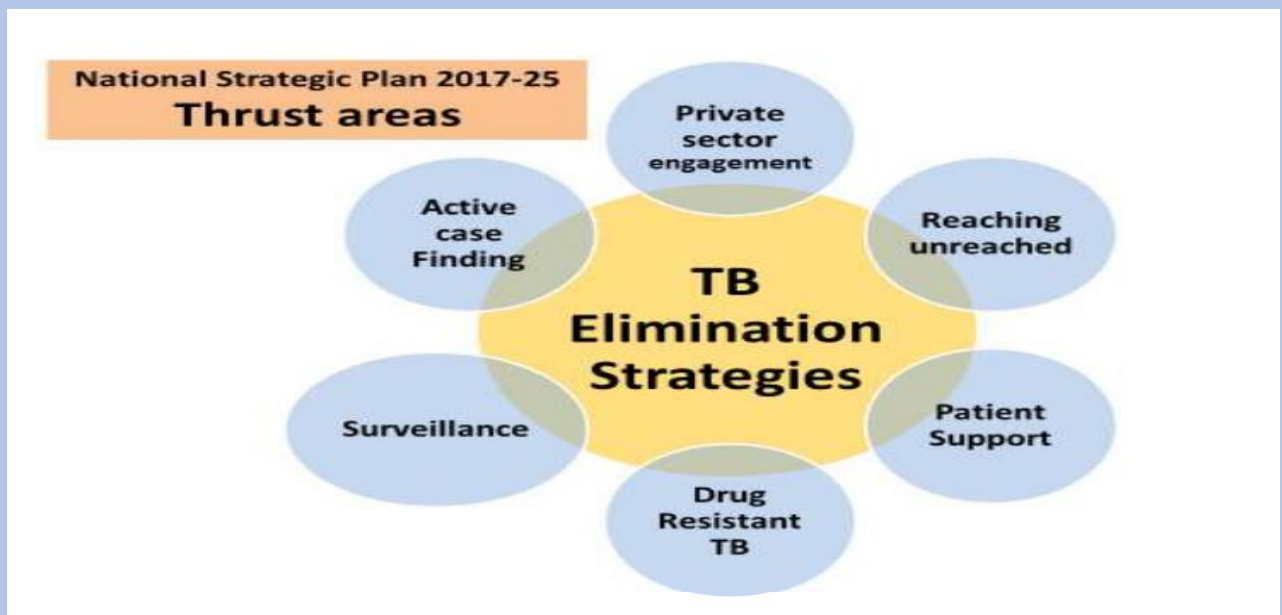 National Strategic Plan 2017-25
Thrust areas
Private
sector
engagement
Active
case
Finding
Reaching
unreached
TB
Elimination
Strategies
Surveillance
Patient
Support
Drug
Resistant
TB